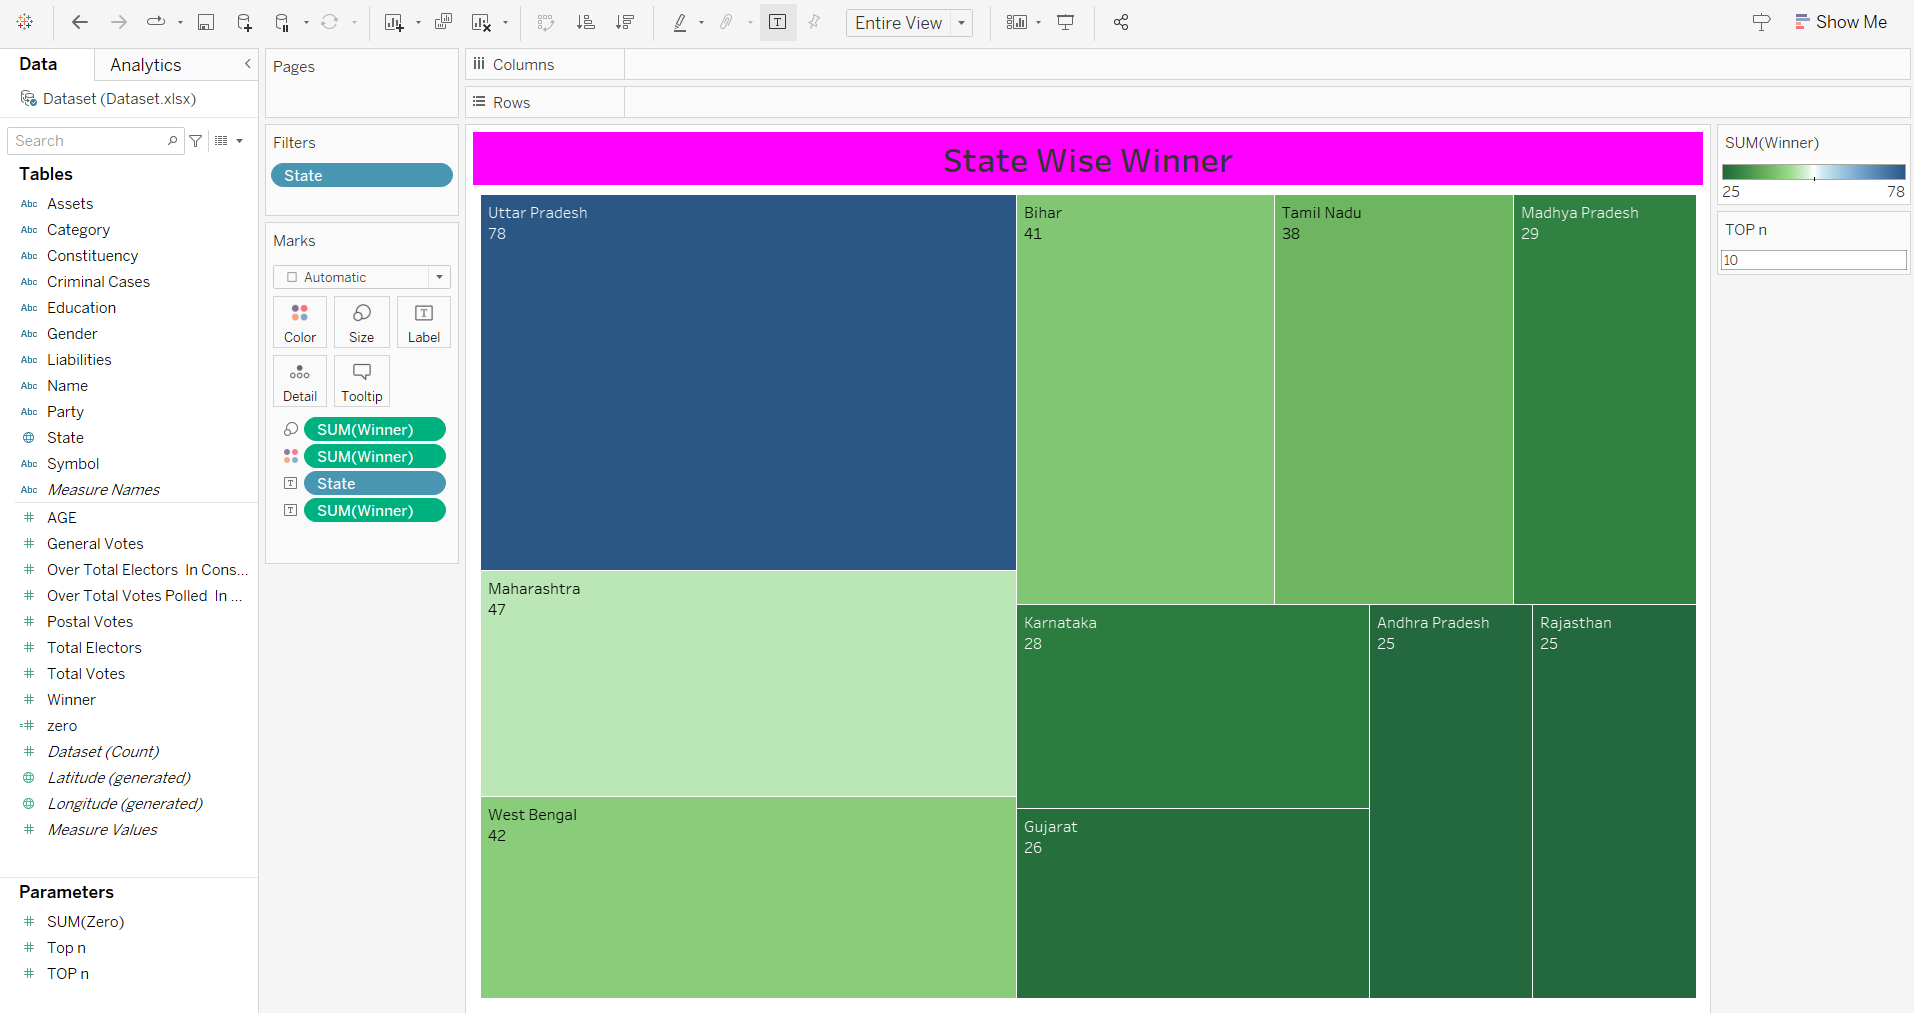 Entire View
Show Me
Data
Analytics
Dataset (Dataset.xlsx)
Search
Tables
Abc Assets
Abc Category
Abc Constituency
Abc Criminal Cases
Abc Education
Abc Gender
Abc Liabilities
Abc Name
Abc Party
State
Abc Symbol
Abc Measure Names
# AGE
# General Votes
# Over Total Electors In Cons...
# Over Total Votes Polled In ...
# Postal Votes
# Total Electors
# Total Votes
# Winner
=# zero
# Dataset (Count)
Latitude (generated)
Longitude (generated)
# Measure Values
Parameters
# SUM(Zero)
# Top n
# TOP n
Pages
Filters
State
Marks
Automatic
Color
Size
T
Label
Detail
Tooltip
SUM(Winner)
SUM(Winner)
T State
T SUM(Winner)
Columns
Rows
State Wise Winner
Uttar Pradesh
78
Maharashtra
47
West Bengal
42
Bihar
41
Tamil Nadu
38
Madhya Pradesh
29
Karnataka
28
Gujarat
26
Andhra Pradesh
25
Rajasthan
25
SUM(Winner)
25 78
TOP n
10